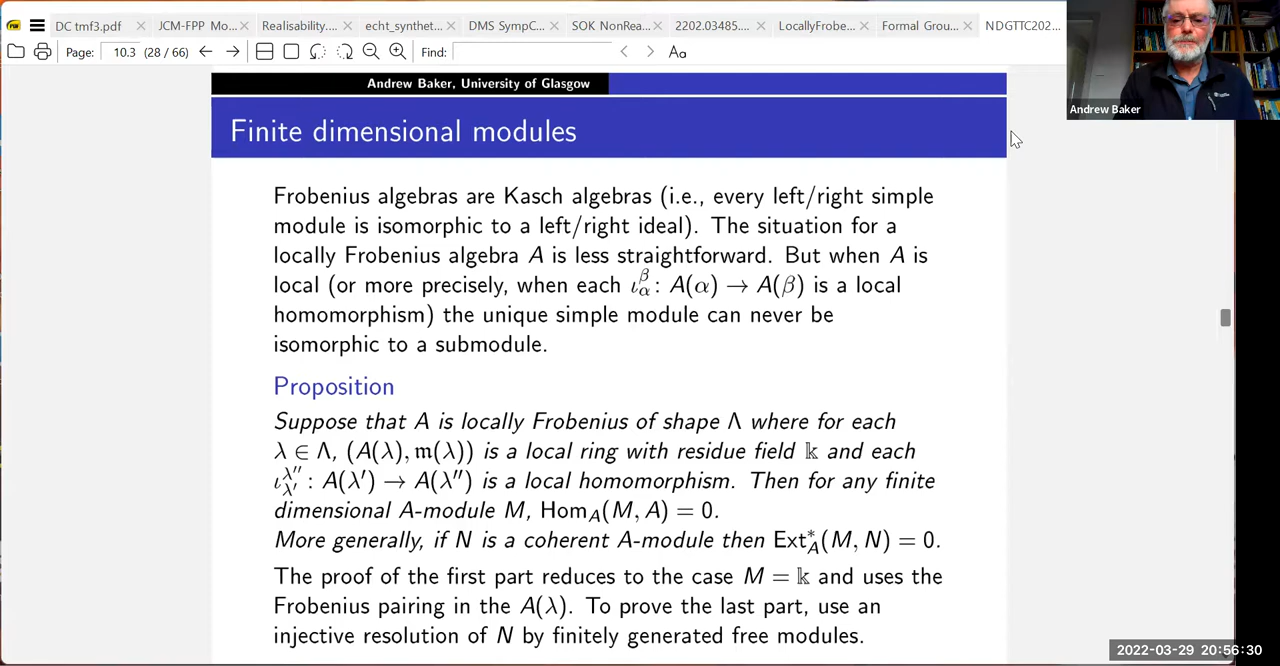 DC tmf3.pdf
JCM-FPP Mo...
Realisability....
echt_synthet...
DMS SympC...
SOK NonRea...
2202.03485...
LocallyFrobe...
Formal Grou...
NDGTTC202...
Page: 10.3 (28 / 66)
Find:
Aa
Andrew Baker
Andrew Baker, University of Glasgow
Finite dimensional modules
Frobenius algebras are Kasch algebras (i.e., every left/right simple
module is isomorphic to a left/right ideal). The situation for a
locally Frobenius algebra A is less straightforward. But when A is
local (or more precisely, when each ι_α^β : A(α) → A(β) is a local
homomorphism) the unique simple module can never be
isomorphic to a submodule.
Proposition
Suppose that A is locally Frobenius of shape Λ where for each
λ ∈ Λ, (A(λ), 𝔪(λ)) is a local ring with residue field 𝕜 and each
ι_{λ′}^{λ″} : A(λ′) → A(λ″) is a local homomorphism. Then for any finite
dimensional A-module M, Hom_A(M, A) = 0.
More generally, if N is a coherent A-module then Ext*_A(M, N) = 0.
The proof of the first part reduces to the case M = 𝕜 and uses the
Frobenius pairing in the A(λ). To prove the last part, use an
injective resolution of N by finitely generated free modules.
2022-03-29 20:56:30